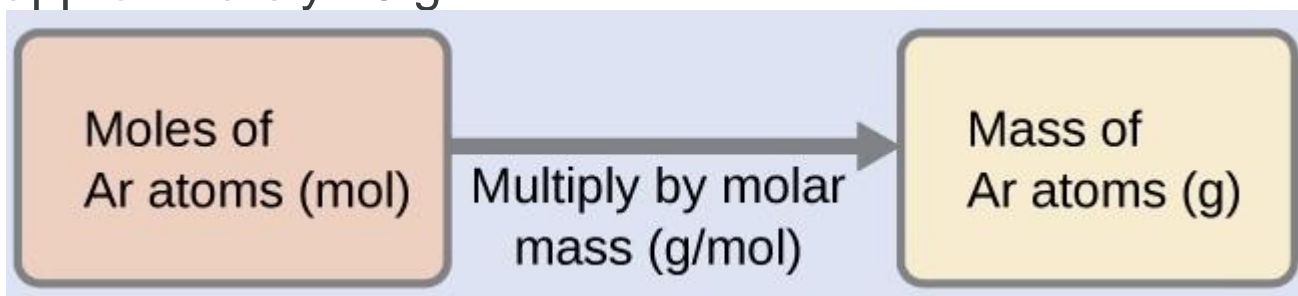 Moles of
Ar atoms (mol)
Multiply by molar
mass (g/mol)
Mass of
Ar atoms (g)